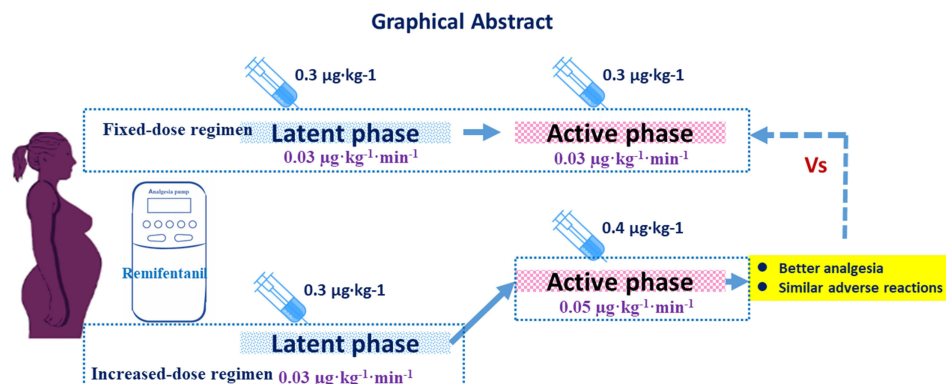 Graphical Abstract
0.3 µg·kg-1
0.3 µg·kg-1
Fixed-dose regimen
Latent phase
Active phase
0.03 µg·kg⁻¹·min⁻¹
0.03 µg·kg⁻¹·min⁻¹
Vs
Analgesia pump
Remifentanil
0.4 µg·kg-1
Active phase
0.05 µg·kg⁻¹·min⁻¹
● Better analgesia
● Similar adverse reactions
0.3 µg·kg-1
Latent phase
Increased-dose regimen 0.03 µg·kg⁻¹·min⁻¹